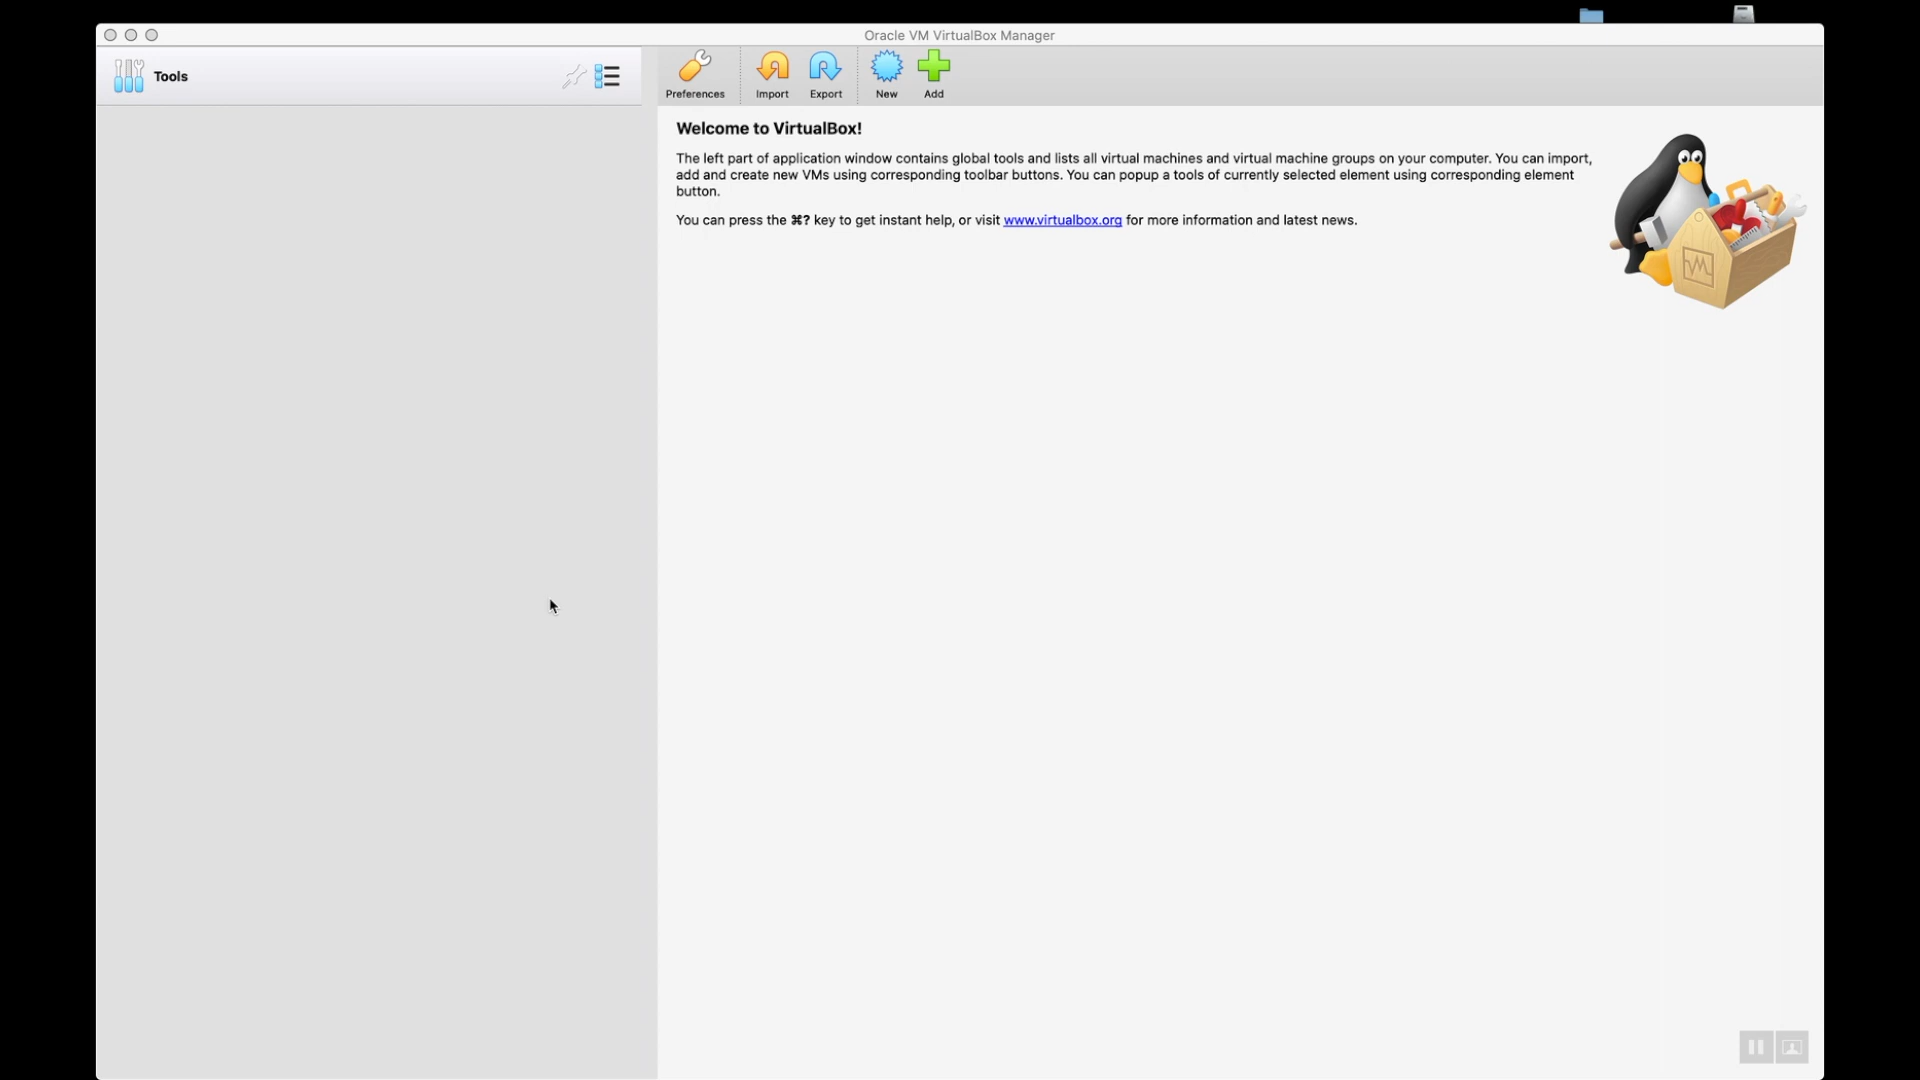 Oracle VM VirtualBox Manager
Tools
Preferences
Import
Export
New
Add
Welcome to VirtualBox!
The left part of application window contains global tools and lists all virtual machines and virtual machine groups on your computer. You can import,
add and create new VMs using corresponding toolbar buttons. You can popup a tools of currently selected element using corresponding element
button.
You can press the ⌘? key to get instant help, or visit www.virtualbox.org for more information and latest news.